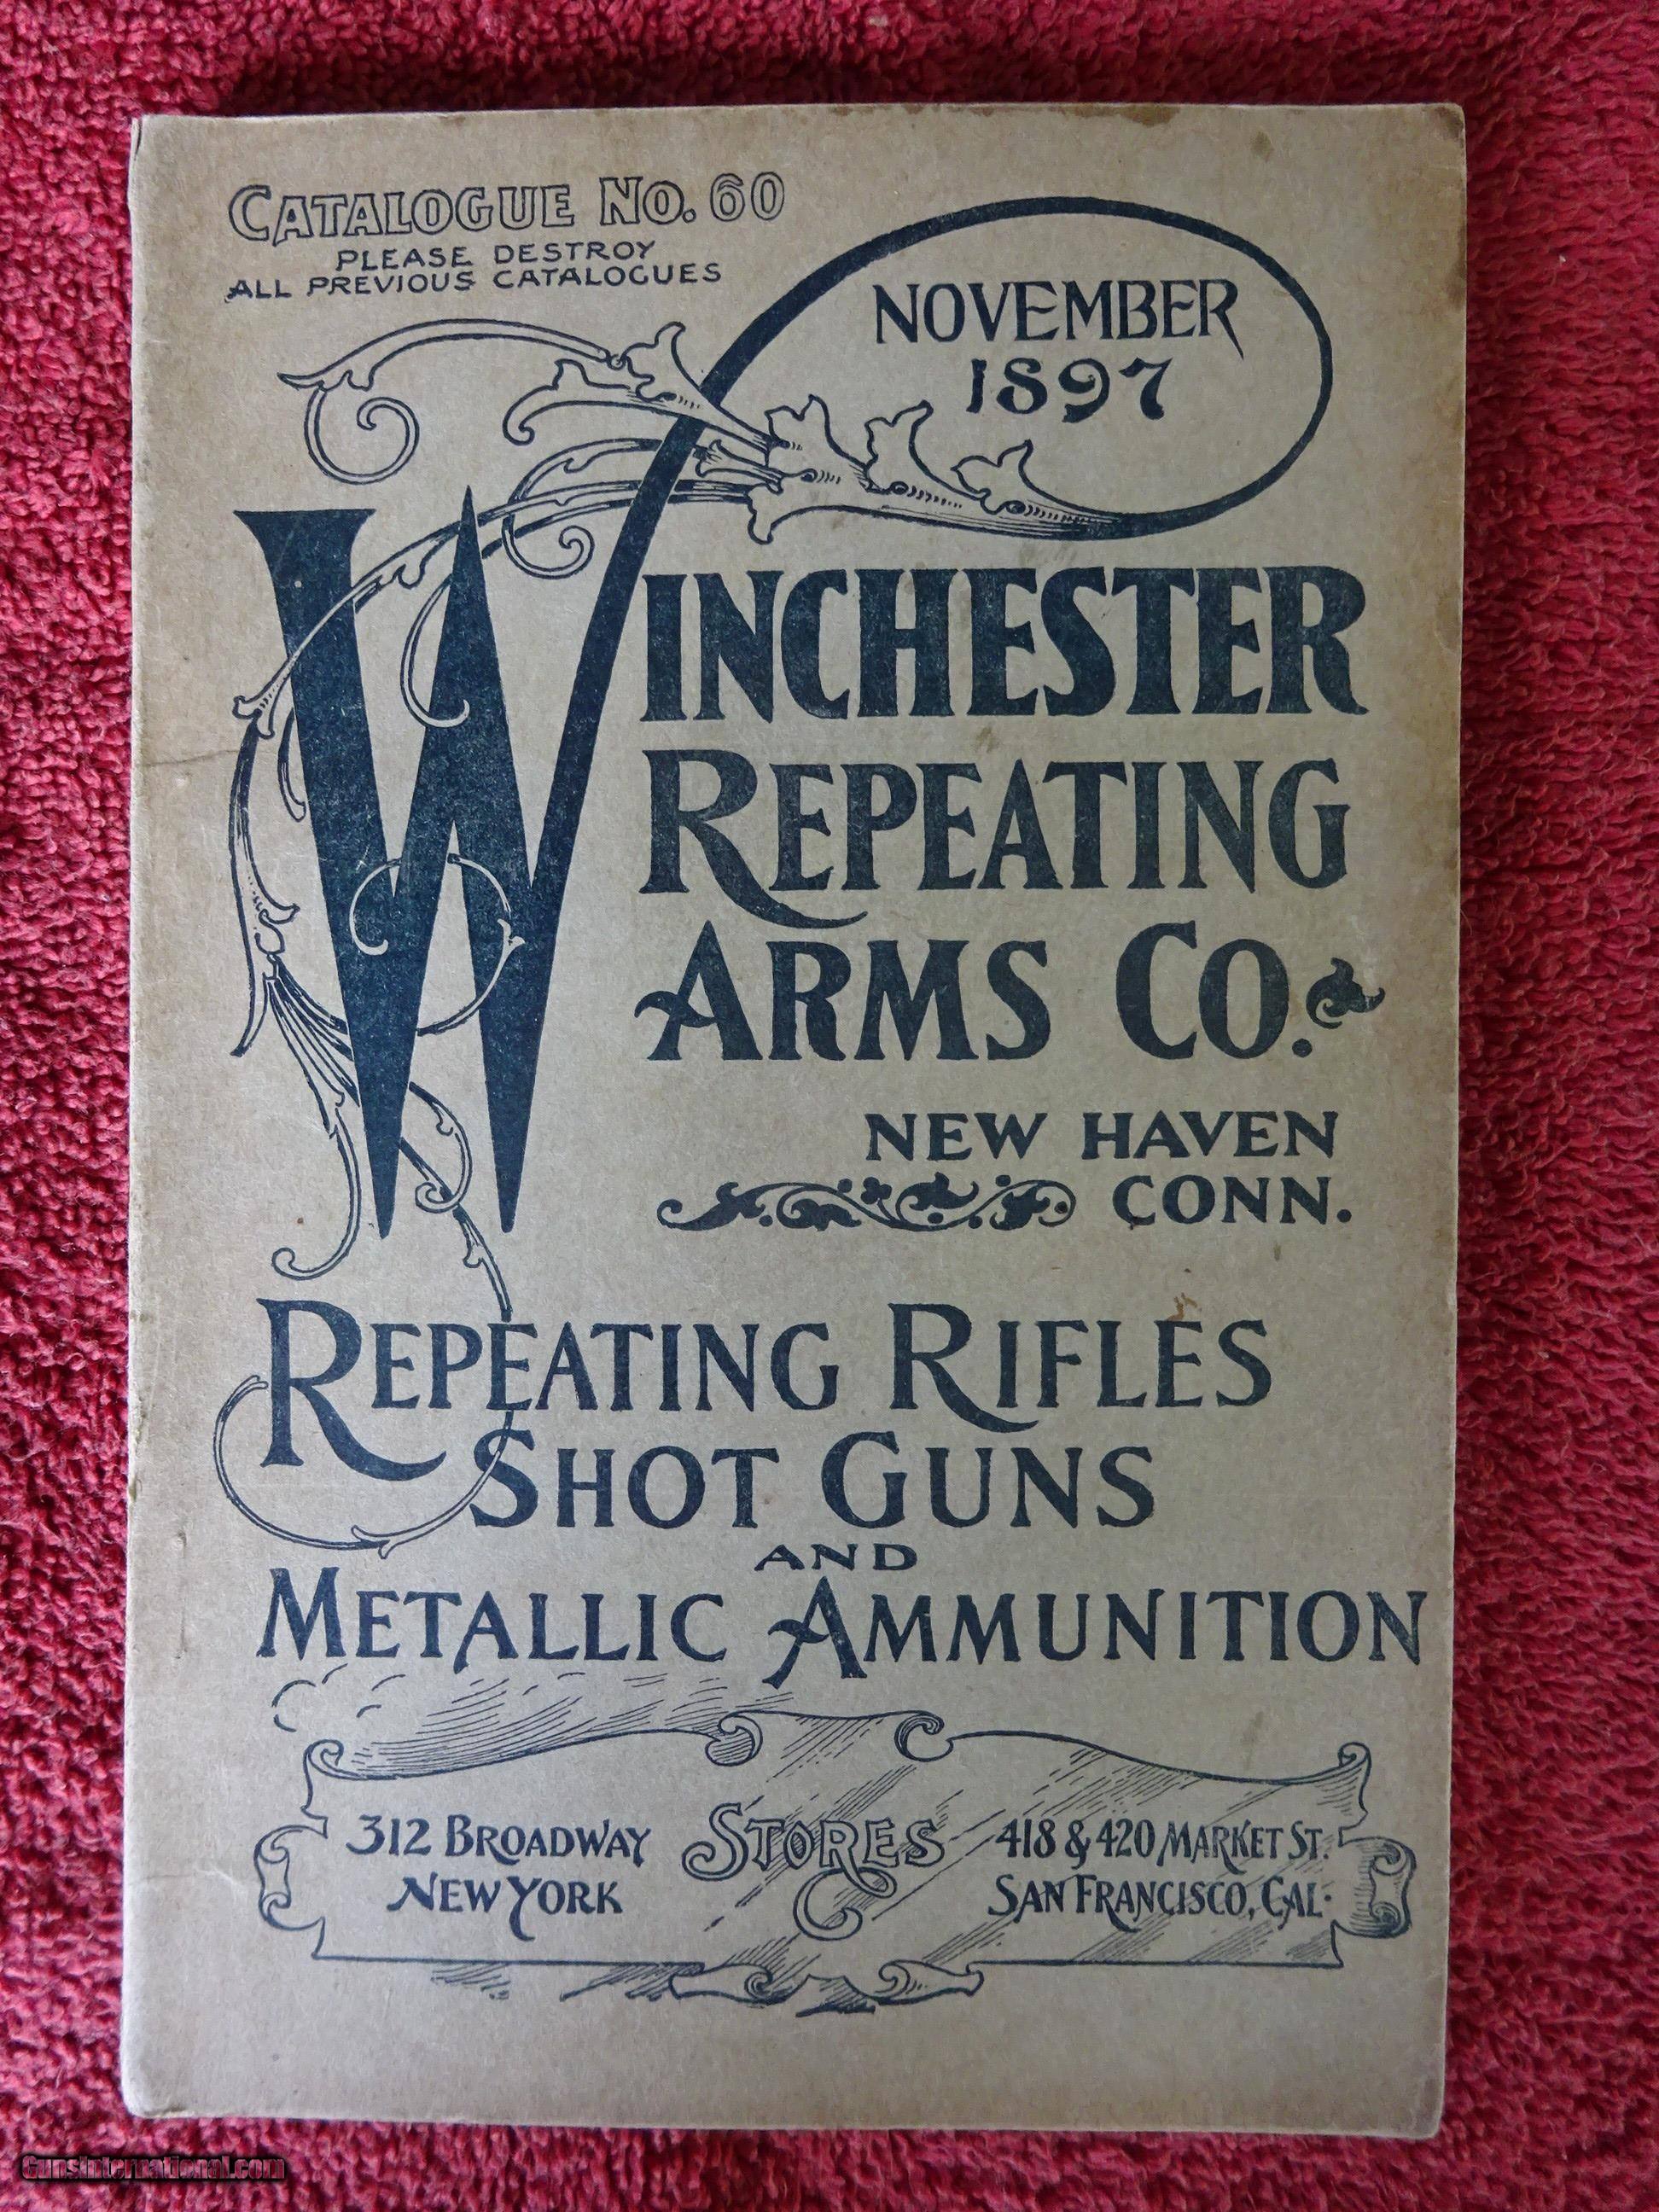 CATALOGUE NO. 60
PLEASE DESTROY
ALL PREVIOUS CATALOGUES
NOVEMBER
1897
WINCHESTER
REPEATING
ARMS CO.
NEW HAVEN
CONN.
REPEATING RIFLES
SHOT GUNS
AND
METALLIC AMMUNITION
312 BROADWAY
NEW YORK
STORES
418 & 420 MARKET ST.
SAN FRANCISCO, CAL.
GunsInternational.com